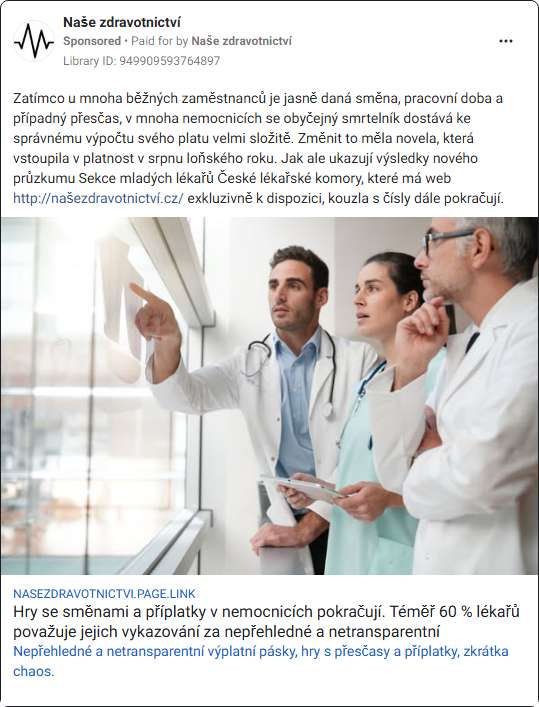 Naše zdravotnictví
Sponsored • Paid for by Naše zdravotnictví
Library ID: 949909593764897
Zatímco u mnoha běžných zaměstnanců je jasně daná směna, pracovní doba a
případný přesčas, v mnoha nemocnicích se obyčejný smrtelník dostává ke
správnému výpočtu svého platu velmi složitě. Změnit to měla novela, která
vstoupila v platnost v srpnu loňského roku. Jak ale ukazují výsledky nového
průzkumu Sekce mladých lékařů České lékařské komory, které má web
http://našezdravotnictví.cz/ exkluzivně k dispozici, kouzla s čísly dále pokračují.
NASEZDRAVOTNICTVI.PAGE.LINK
Hry se směnami a příplatky v nemocnicích pokračují. Téměř 60 % lékařů
považuje jejich vykazování za nepřehledné a netransparentní
Nepřehledné a netransparentní výplatní pásky, hry s přesčasy a příplatky, zkrátka
chaos.